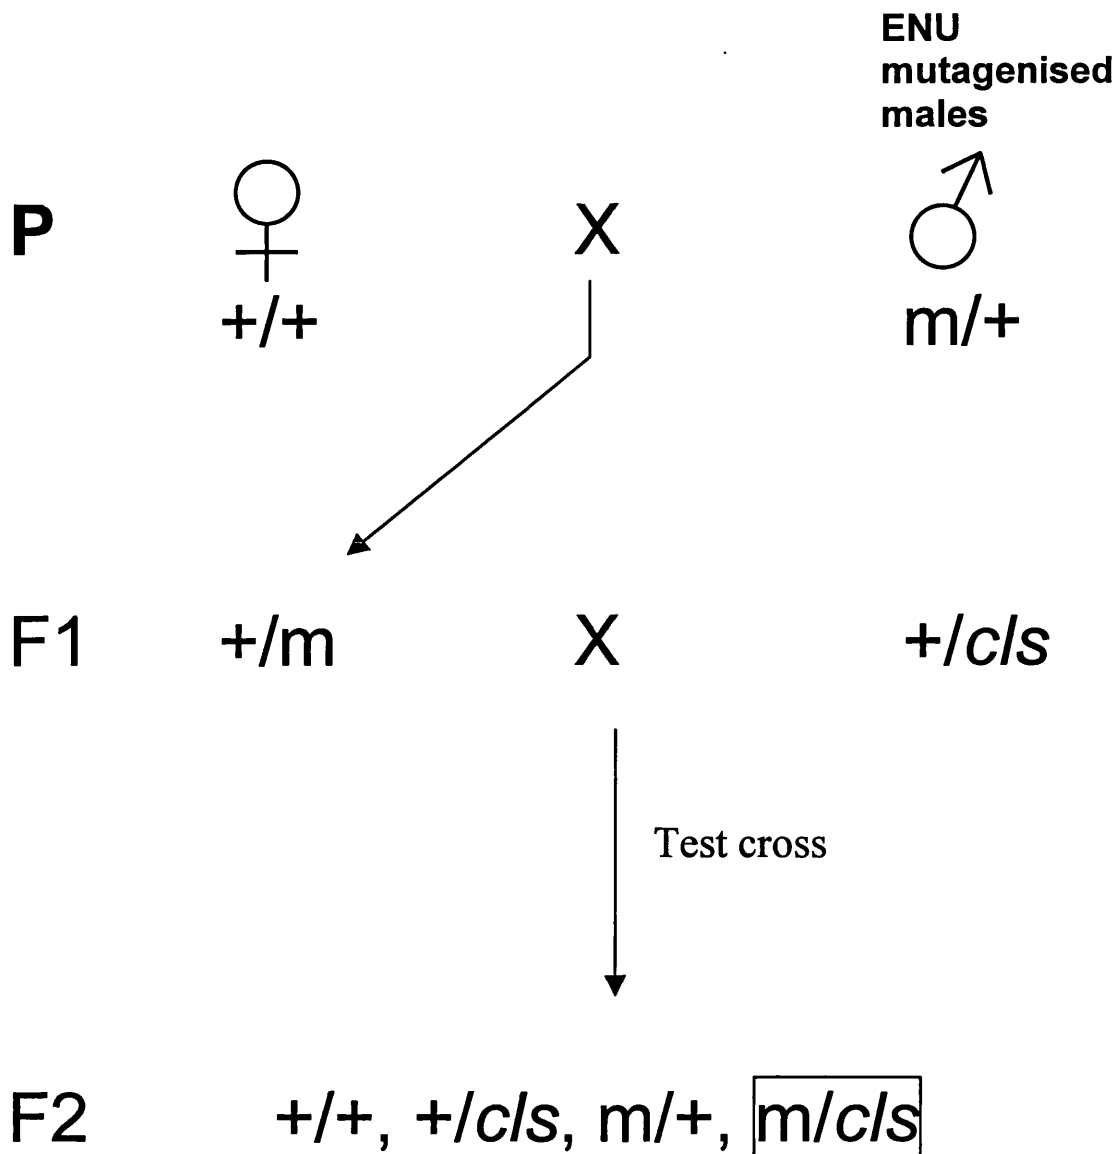 ENU
mutagenised
males
P X
+/+ m/+
F1 +/m X +/cls
Test cross
F2 +/+, +/cls, m/+, m/cls